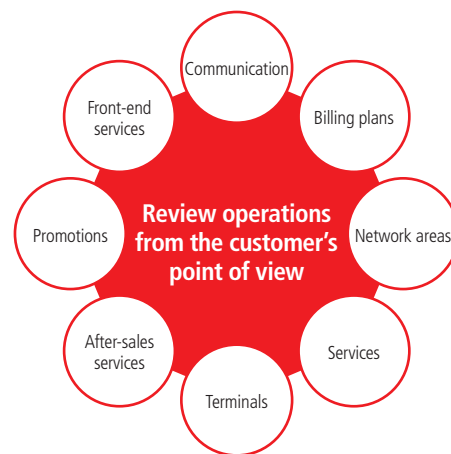 Communication
Front-end
services
Billing plans
Review operations
from the customer's
point of view
Promotions
Network areas
After-sales
services
Services
Terminals